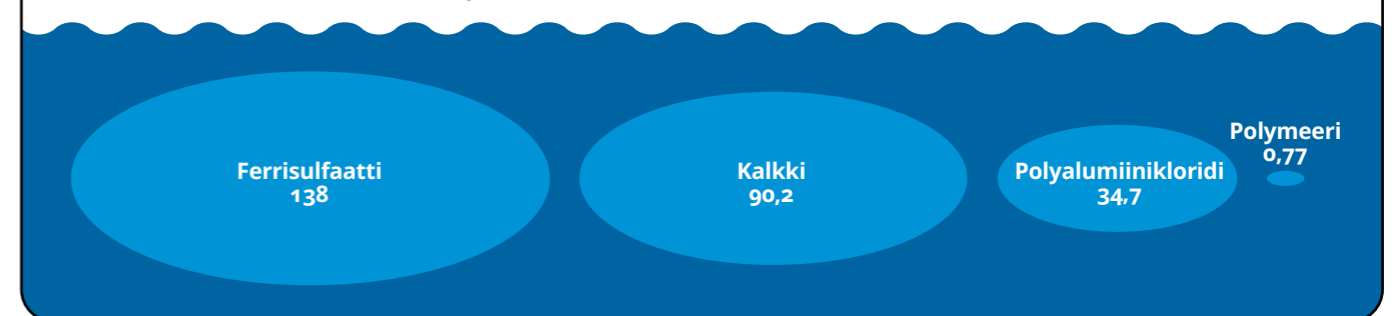 Ferrisulfaatti
138
Kalkki
90,2
Polyalumiinikloridi
34,7
Polymeeri
0,77